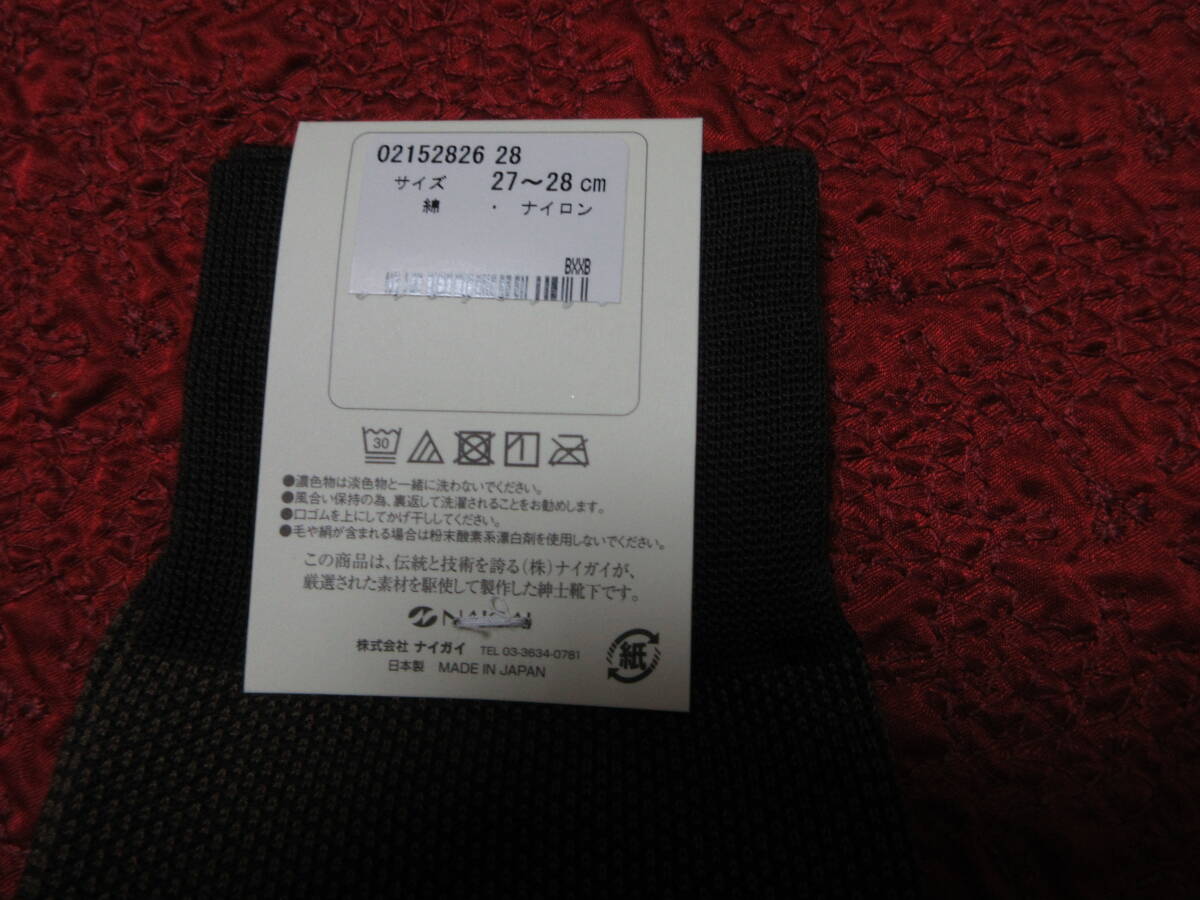 02152826 28
サイズ 27～28 cm
綿 ・ ナイロン
BXXB
30
●濃色物は淡色物と一緒に洗わないでください。
●風合い保持の為、裏返して洗濯されることをお勧めします。
●口ゴムを上にしてかげ干ししてください。
●毛や絹が含まれる場合は粉末酸素系漂白剤を使用しないでください。
この商品は、伝統と技術を誇る(株)ナイガイが、
厳選された素材を駆使して製作した紳士靴下です。
株式会社 ナイガイ TEL 03-3634-0781
日本製 MADE IN JAPAN
紙